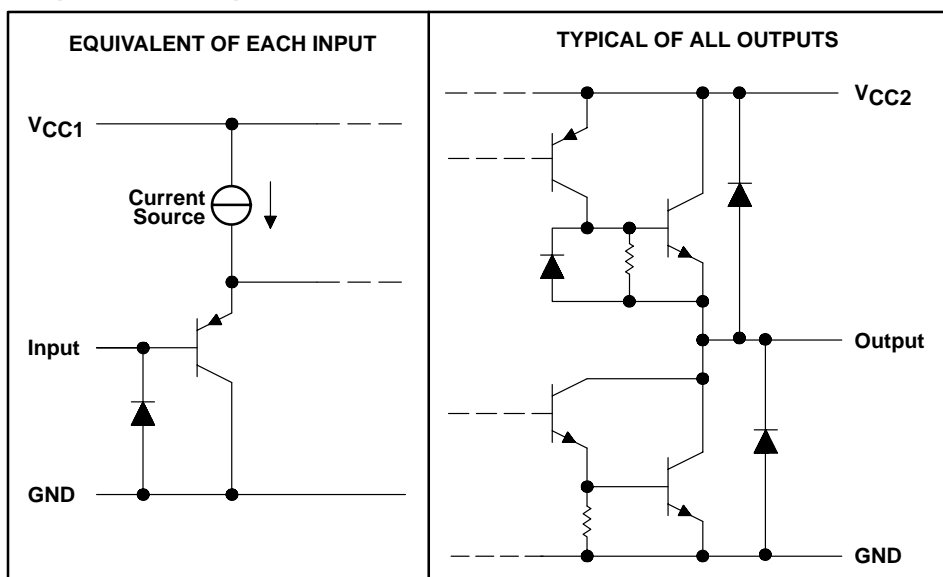 EQUIVALENT OF EACH INPUT
VCC1
Current
Source
Input
GND
TYPICAL OF ALL OUTPUTS
VCC2
Output
GND